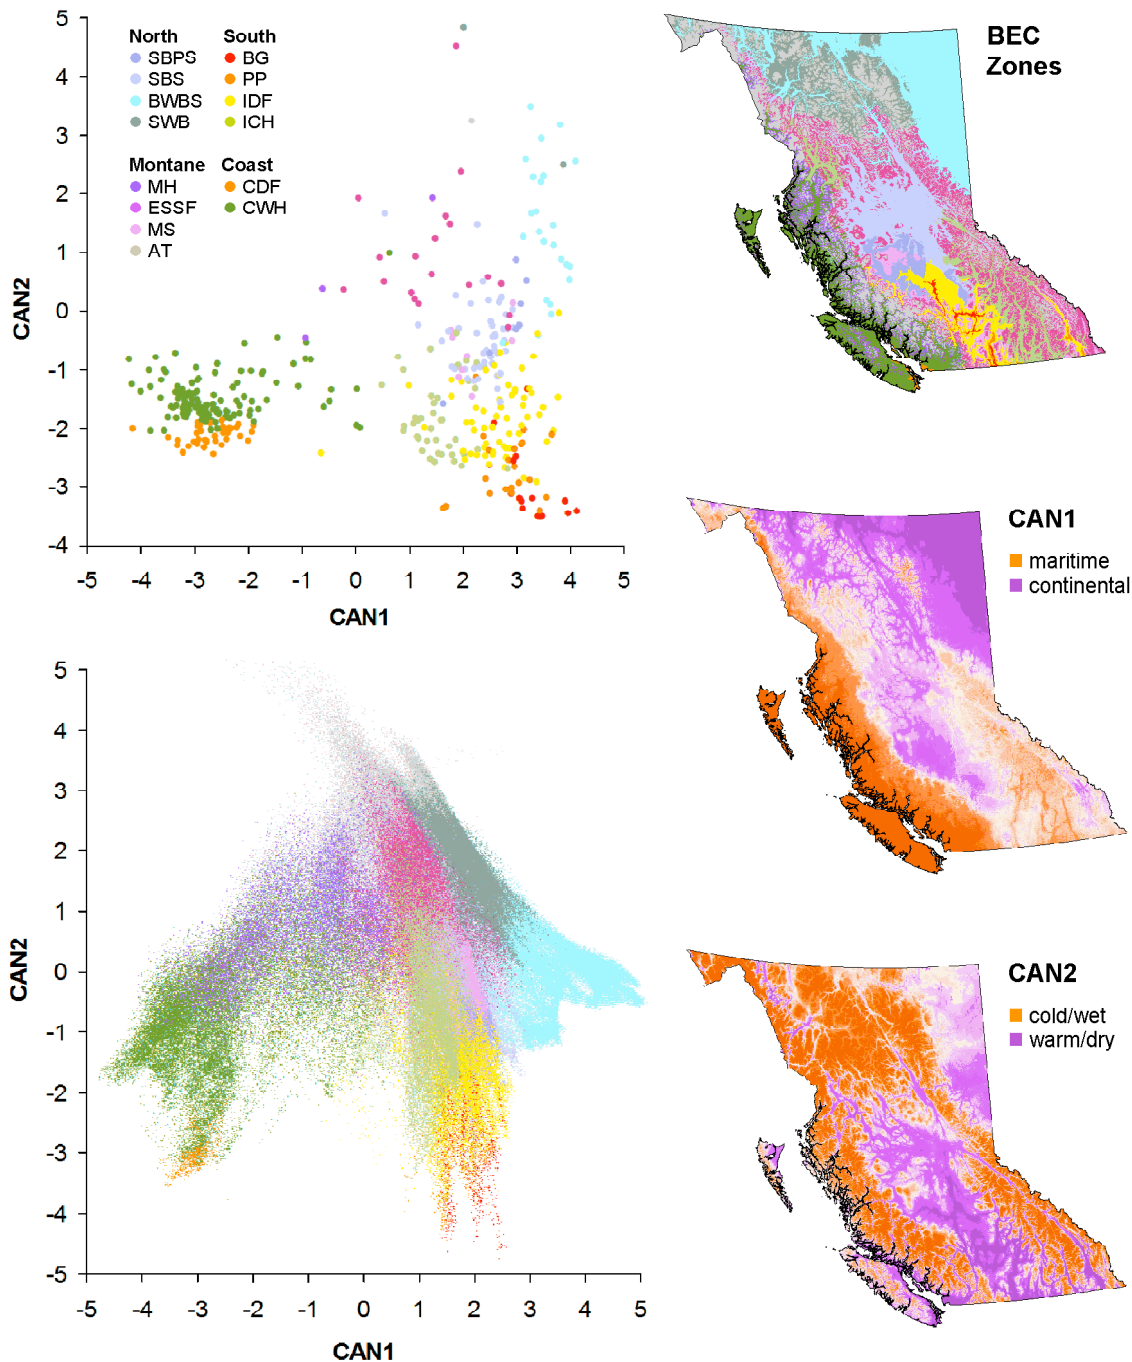 5
4
3
2
1
0
-1
-2
-3
-4
CAN2
-5
-4
-3
-2
-1
0
1
2
3
4
5
CAN1
North
SBPS
SBS
BWBS
SWB
South
BG
PP
IDF
ICH
Montane
MH
ESSF
MS
AT
Coast
CDF
CWH
BEC
Zones
CAN1
maritime
continental
5
4
3
2
1
0
-1
-2
-3
-4
-5
CAN2
-5
-4
-3
-2
-1
0
1
2
3
4
5
CAN1
CAN2
cold/wet
warm/dry